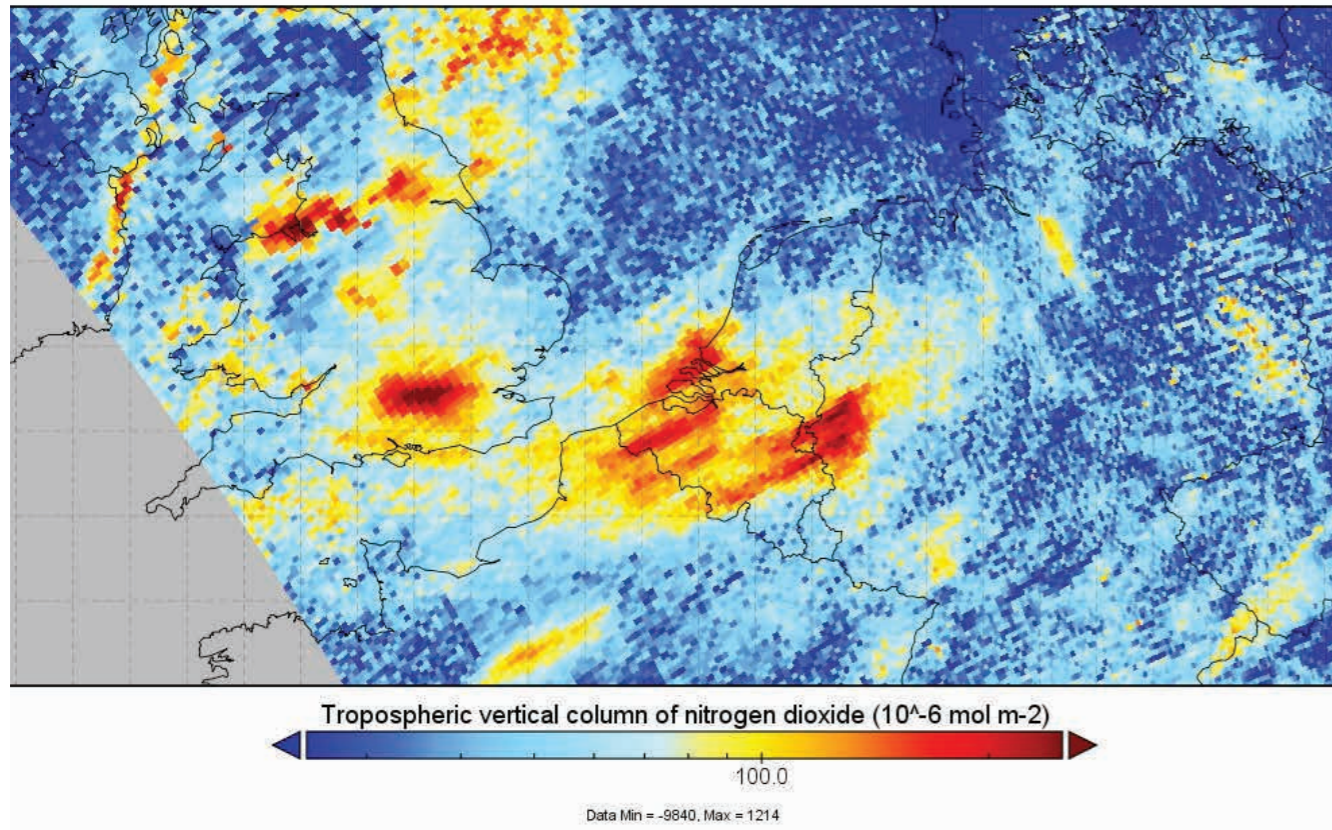 Tropospheric vertical column of nitrogen dioxide (10^-6 mol m-2)
100.0
Data Min = -9840, Max = 1214